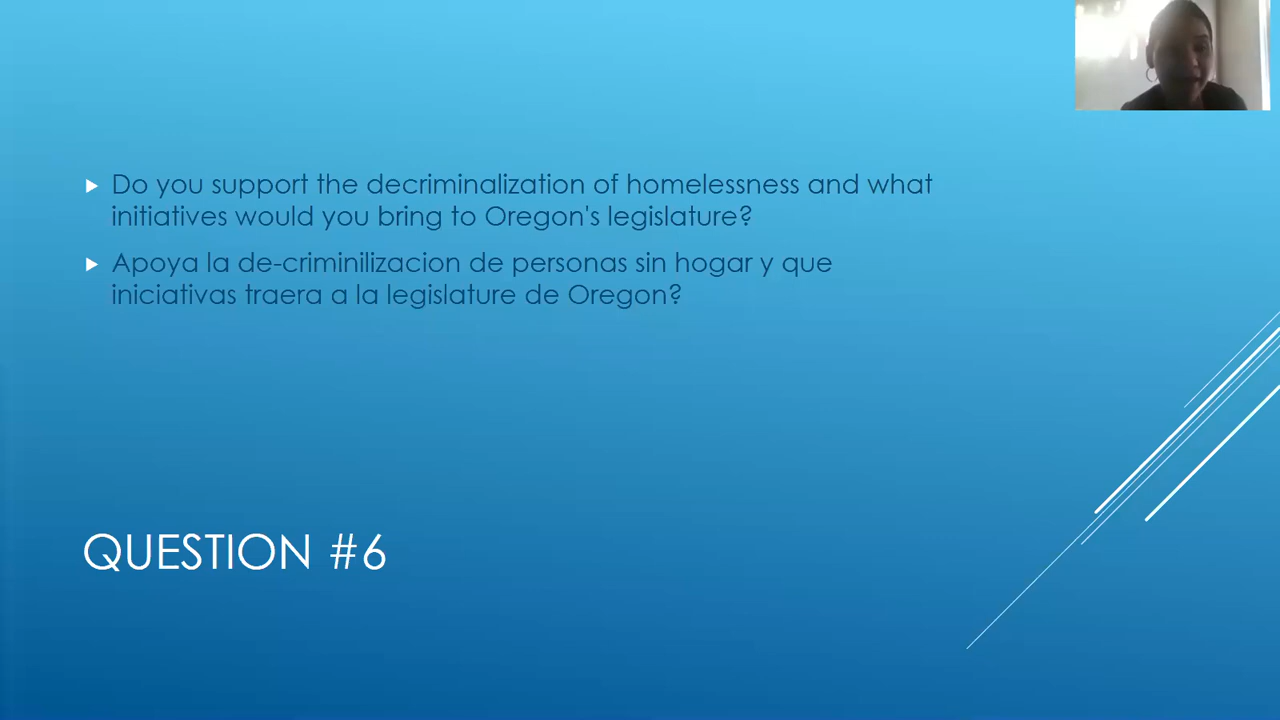 Do you support the decriminalization of homelessness and what
initiatives would you bring to Oregon's legislature?
Apoya la de-criminilizacion de personas sin hogar y que
iniciativas traera a la legislature de Oregon?
QUESTION #6